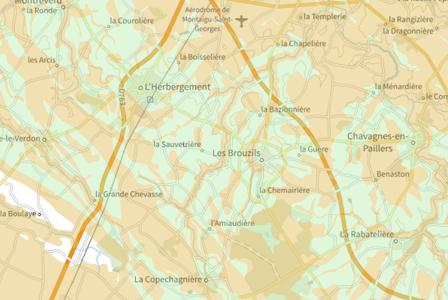 Montréverd
la Ronde
la Courolière
Aérodrome de
Montaigu-Saint-
Georges
la Templerie
la Rangizière
la Dragonnière
les Arcis
la Boisselière
la Chapelière
D763
L'Herbergement
la Ménardière
la Bazionnière
le-Verdon
la Sauvetrière
Les Brouzils
la Guère
Chavagnes-en-
Paillers
Benaston
la Grande Chevasse
la Chemairière
la Boulaye
l'Amiaudière
La Rabatelière
La Copechagnière